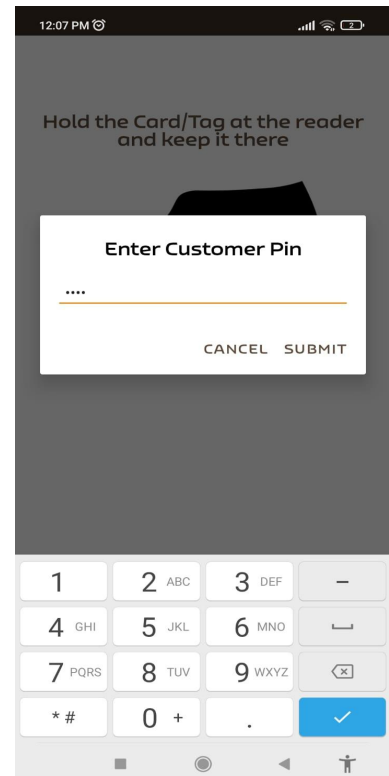 12:07 PM
2
Hold the Card/Tag at the reader
and keep it there
Enter Customer Pin
....
CANCEL SUBMIT
1 2 ABC 3 DEF –
4 GHI 5 JKL 6 MNO
7 PQRS 8 TUV 9 WXYZ
* # 0 + .